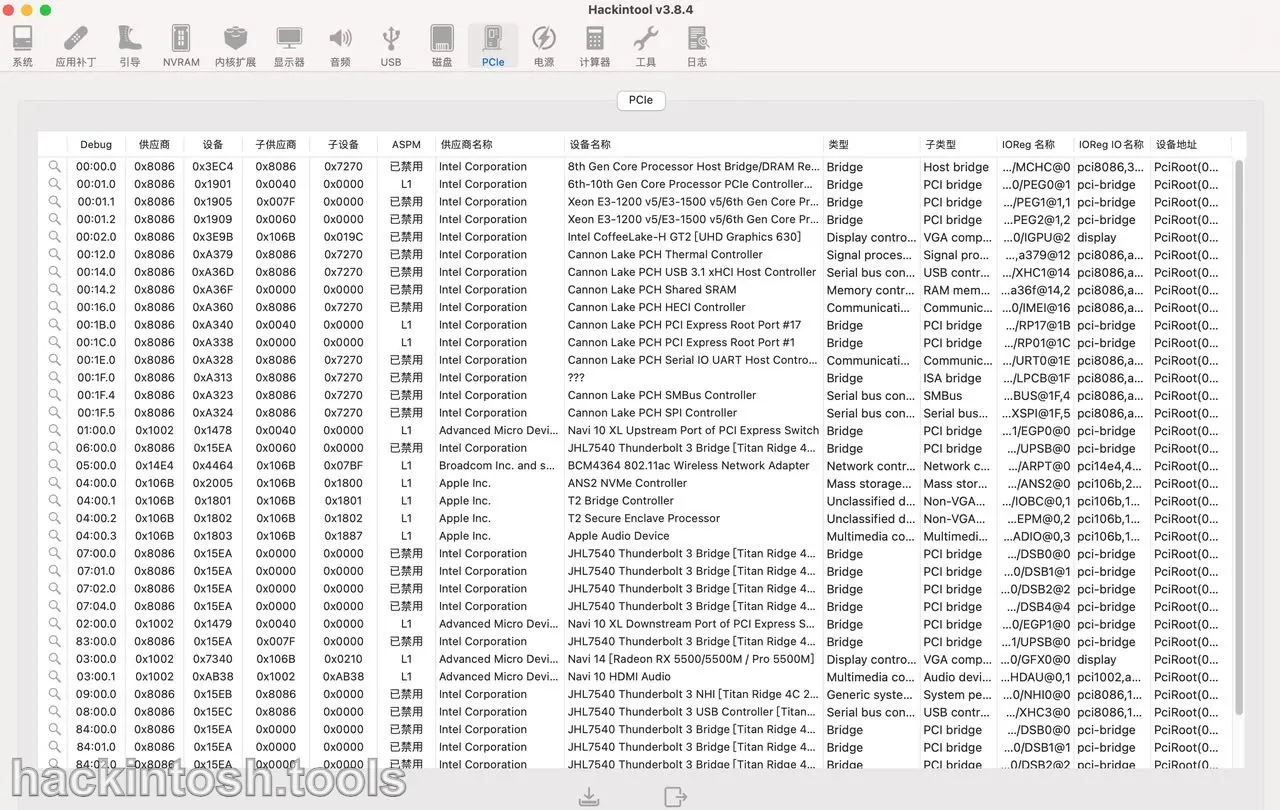 Hackintool v3.8.4
系统 应用补丁 引导 NVRAM 内核扩展 显示器 音频 USB 磁盘 PCIe 电源 计算器 工具 日志
PCIe
Debug 供应商 设备 子供应商 子设备 ASPM 供应商名称 设备名称 类型 子类型 IOReg 名称 IOReg IO 名称 设备地址
00:00.0 0x8086 0x3EC4 0x8086 0x7270 已禁用 Intel Corporation 8th Gen Core Processor Host Bridge/DRAM Re... Bridge Host bridge .../MCHC@0 pci8086,3... PciRoot(0...
00:01.0 0x8086 0x1901 0x0040 0x0000 L1 Intel Corporation 6th-10th Gen Core Processor PCIe Controller... Bridge PCI bridge ...0/PEG0@1 pci-bridge PciRoot(0...
00:01.1 0x8086 0x1905 0x007F 0x0000 已禁用 Intel Corporation Xeon E3-1200 v5/E3-1500 v5/6th Gen Core Pr... Bridge PCI bridge .../PEG1@1,1 pci-bridge PciRoot(0...
00:01.2 0x8086 0x1909 0x0060 0x0000 已禁用 Intel Corporation Xeon E3-1200 v5/E3-1500 v5/6th Gen Core Pr... Bridge PCI bridge ...PEG2@1,2 pci-bridge PciRoot(0...
00:02.0 0x8086 0x3E9B 0x106B 0x019C 已禁用 Intel Corporation Intel CoffeeLake-H GT2 [UHD Graphics 630] Display contro... VGA comp... ...0/IGPU@2 display PciRoot(0...
00:12.0 0x8086 0xA379 0x8086 0x7270 已禁用 Intel Corporation Cannon Lake PCH Thermal Controller Signal proces... Signal pro... ...,a379@12 pci8086,a... PciRoot(0...
00:14.0 0x8086 0xA36D 0x8086 0x7270 已禁用 Intel Corporation Cannon Lake PCH USB 3.1 xHCI Host Controller Serial bus con... USB contr... .../XHC1@14 pci8086,a... PciRoot(0...
00:14.2 0x8086 0xA36F 0x0000 0x0000 已禁用 Intel Corporation Cannon Lake PCH Shared SRAM Memory contr... RAM mem... ...a36f@14,2 pci8086,a... PciRoot(0...
00:16.0 0x8086 0xA360 0x8086 0x7270 已禁用 Intel Corporation Cannon Lake PCH HECI Controller Communicati... Communic... ...0/IMEI@16 pci8086,a... PciRoot(0...
00:1B.0 0x8086 0xA340 0x0040 0x0000 L1 Intel Corporation Cannon Lake PCH PCI Express Root Port #17 Bridge PCI bridge .../RP17@1B pci-bridge PciRoot(0...
00:1C.0 0x8086 0xA338 0x0000 0x0000 L1 Intel Corporation Cannon Lake PCH PCI Express Root Port #1 Bridge PCI bridge .../RP01@1C pci-bridge PciRoot(0...
00:1E.0 0x8086 0xA328 0x8086 0x7270 已禁用 Intel Corporation Cannon Lake PCH Serial IO UART Host Contro... Communicati... Communic... .../URT0@1E pci8086,a... PciRoot(0...
00:1F.0 0x8086 0xA313 0x8086 0x7270 已禁用 Intel Corporation ??? Bridge ISA bridge .../LPCB@1F pci8086,a... PciRoot(0...
00:1F.4 0x8086 0xA323 0x8086 0x7270 已禁用 Intel Corporation Cannon Lake PCH SMBus Controller Serial bus con... SMBus ...BUS@1F,4 pci8086,a... PciRoot(0...
00:1F.5 0x8086 0xA324 0x8086 0x7270 已禁用 Intel Corporation Cannon Lake PCH SPI Controller Serial bus con... Serial bus... ...XSPI@1F,5 pci8086,a... PciRoot(0...
01:00.0 0x1002 0x1478 0x0040 0x0000 L1 Advanced Micro Devi... Navi 10 XL Upstream Port of PCI Express Switch Bridge PCI bridge ...1/EGP0@0 pci-bridge PciRoot(0...
06:00.0 0x8086 0x15EA 0x0060 0x0000 已禁用 Intel Corporation JHL7540 Thunderbolt 3 Bridge [Titan Ridge 4... Bridge PCI bridge .../UPSB@0 pci-bridge PciRoot(0...
05:00.0 0x14E4 0x4464 0x106B 0x07BF L1 Broadcom Inc. and s... BCM4364 802.11ac Wireless Network Adapter Network contr... Network c... .../ARPT@0 pci14e4,4... PciRoot(0...
04:00.0 0x106B 0x2005 0x106B 0x1800 L1 Apple Inc. ANS2 NVMe Controller Mass storage... Mass stor... .../ANS2@0 pci106b,2... PciRoot(0...
04:00.1 0x106B 0x1801 0x106B 0x1801 L1 Apple Inc. T2 Bridge Controller Unclassified d... Non-VGA... ...IOBC@0,1 pci106b,1... PciRoot(0...
04:00.2 0x106B 0x1802 0x106B 0x1802 L1 Apple Inc. T2 Secure Enclave Processor Unclassified d... Non-VGA... ...EPM@0,2 pci106b,1... PciRoot(0...
04:00.3 0x106B 0x1803 0x106B 0x1887 L1 Apple Inc. Apple Audio Device Multimedia co... Multimedi... ...ADIO@0,3 pci106b,1... PciRoot(0...
07:00.0 0x8086 0x15EA 0x0000 0x0000 已禁用 Intel Corporation JHL7540 Thunderbolt 3 Bridge [Titan Ridge 4... Bridge PCI bridge .../DSB0@0 pci-bridge PciRoot(0...
07:01.0 0x8086 0x15EA 0x0000 0x0000 已禁用 Intel Corporation JHL7540 Thunderbolt 3 Bridge [Titan Ridge 4... Bridge PCI bridge ...0/DSB1@1 pci-bridge PciRoot(0...
07:02.0 0x8086 0x15EA 0x0000 0x0000 已禁用 Intel Corporation JHL7540 Thunderbolt 3 Bridge [Titan Ridge 4... Bridge PCI bridge ...0/DSB2@2 pci-bridge PciRoot(0...
07:04.0 0x8086 0x15EA 0x0000 0x0000 已禁用 Intel Corporation JHL7540 Thunderbolt 3 Bridge [Titan Ridge 4... Bridge PCI bridge .../DSB4@4 pci-bridge PciRoot(0...
02:00.0 0x1002 0x1479 0x0040 0x0000 L1 Advanced Micro Devi... Navi 10 XL Downstream Port of PCI Express S... Bridge PCI bridge ...0/EGP1@0 pci-bridge PciRoot(0...
83:00.0 0x8086 0x15EA 0x007F 0x0000 已禁用 Intel Corporation JHL7540 Thunderbolt 3 Bridge [Titan Ridge 4... Bridge PCI bridge ...1/UPSB@0 pci-bridge PciRoot(0...
03:00.0 0x1002 0x7340 0x106B 0x0210 L1 Advanced Micro Devi... Navi 14 [Radeon RX 5500/5500M / Pro 5500M] Display contro... VGA comp... ...0/GFX0@0 display PciRoot(0...
03:00.1 0x1002 0xAB38 0x1002 0xAB38 L1 Advanced Micro Devi... Navi 10 HDMI Audio Multimedia co... Audio devi... ...HDAU@0,1 pci1002,a... PciRoot(0...
09:00.0 0x8086 0x15EB 0x8086 0x0000 已禁用 Intel Corporation JHL7540 Thunderbolt 3 NHI [Titan Ridge 4C 2... Generic syste... System pe... ...0/NHI0@0 pci8086,1... PciRoot(0...
08:00.0 0x8086 0x15EC 0x8086 0x0000 已禁用 Intel Corporation JHL7540 Thunderbolt 3 USB Controller [Titan... Serial bus con... USB contr... .../XHC3@0 pci8086,1... PciRoot(0...
84:00.0 0x8086 0x15EA 0x0000 0x0000 已禁用 Intel Corporation JHL7540 Thunderbolt 3 Bridge [Titan Ridge 4... Bridge PCI bridge .../DSB0@0 pci-bridge PciRoot(0...
84:01.0 0x8086 0x15EA 0x0000 0x0000 已禁用 Intel Corporation JHL7540 Thunderbolt 3 Bridge [Titan Ridge 4... Bridge PCI bridge ...0/DSB1@1 pci-bridge PciRoot(0...
84:02.0 0x8086 0x15EA 0x0000 0x0000 已禁用 Intel Corporation JHL7540 Thunderbolt 3 Bridge [Titan Ridge 4... Bridge PCI bridge ...0/DSB2@2 pci-bridge PciRoot(0...
hackintosh.tools